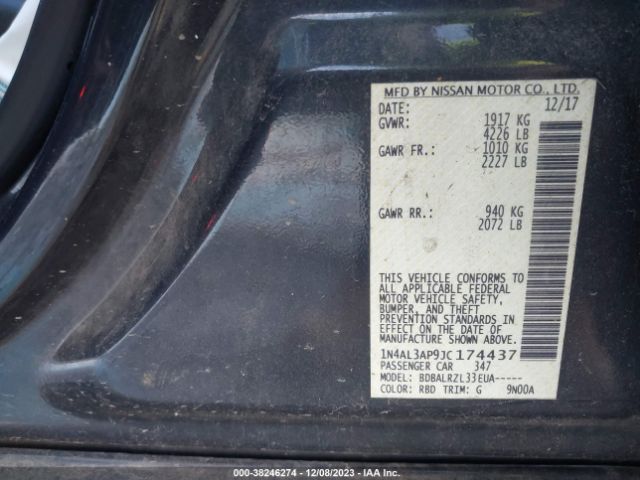 MFD BY NISSAN MOTOR CO., LTD.
DATE: 12/17
GVWR: 1917 KG
4226 LB
GAWR FR.: 1010 KG
2227 LB
GAWR RR.: 940 KG
2072 LB
THIS VEHICLE CONFORMS TO
ALL APPLICABLE FEDERAL
MOTOR VEHICLE SAFETY,
BUMPER, AND THEFT
PREVENTION STANDARDS IN
EFFECT ON THE DATE OF
MANUFACTURE SHOWN ABOVE.
1N4AL3AP9JC174437
PASSENGER CAR 347
MODEL: BDBALRZL33EUA-----
COLOR: RBD TRIM: G 9N00A
000-38246274 - 12/08/2023 - IAA Inc.